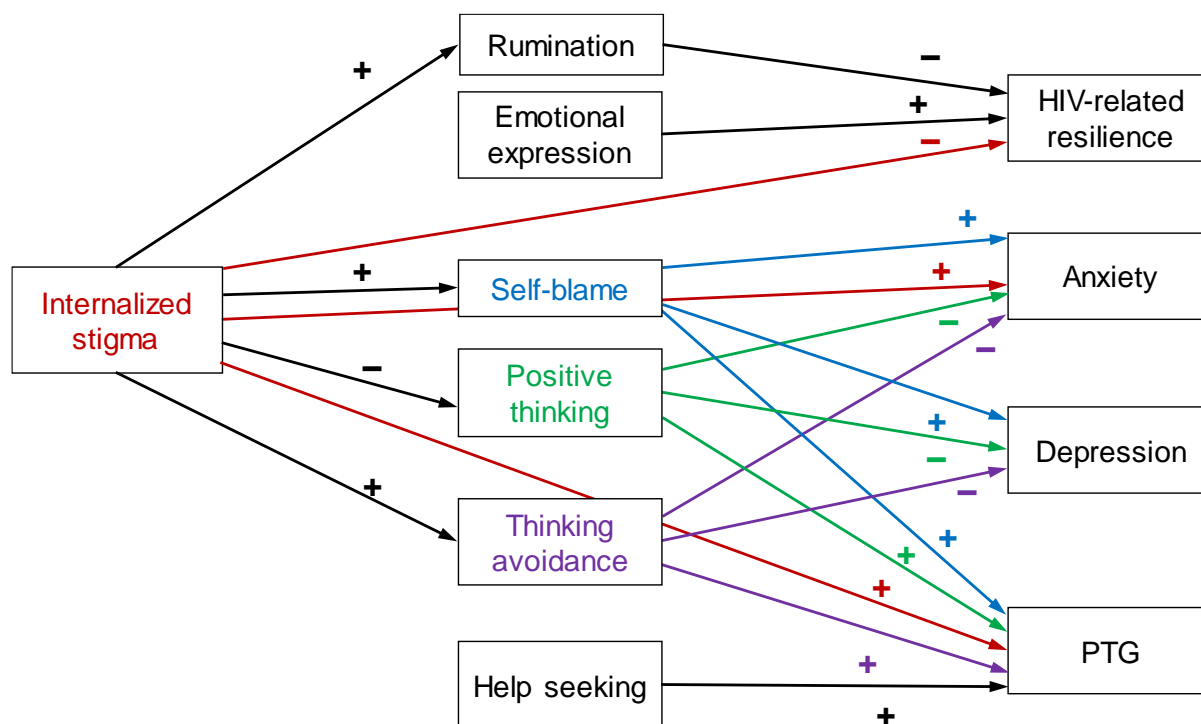 Rumination
+
−
HIV-related
resilience
Emotional
expression
+
−
Internalized
stigma
+
Self-blame
+
+
Anxiety
−
Positive
thinking
−
−
+
−
Depression
+
Thinking
avoidance
−
+
+
+
PTG
Help seeking
+
+